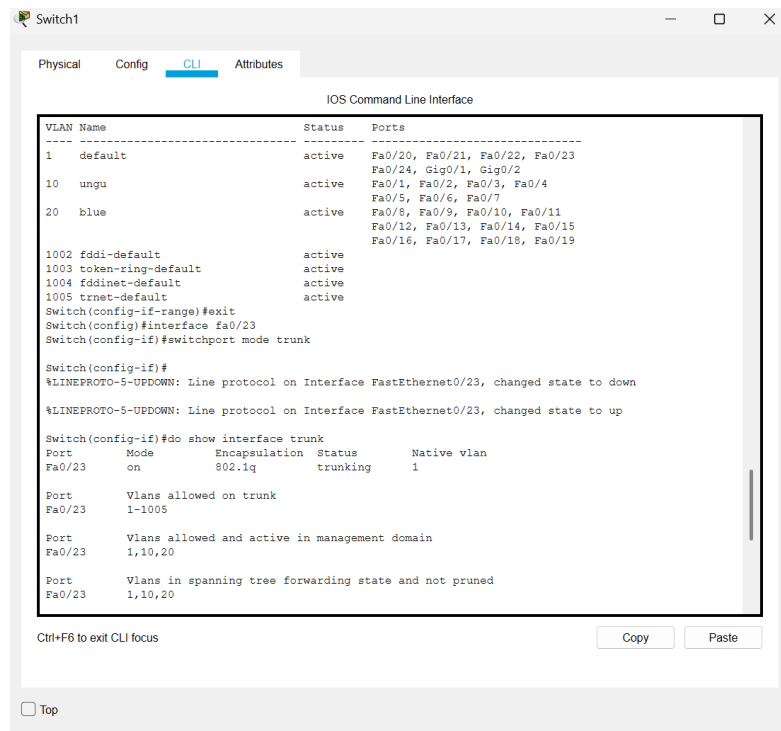 Switch1
Physical Config CLI Attributes
IOS Command Line Interface
VLAN Name                             Status    Ports
---- -------------------------------- --------- -------------------------------
1    default                          active    Fa0/20, Fa0/21, Fa0/22, Fa0/23
                                                Fa0/24, Gig0/1, Gig0/2
10   ungu                             active    Fa0/1, Fa0/2, Fa0/3, Fa0/4
                                                Fa0/5, Fa0/6, Fa0/7
20   blue                             active    Fa0/8, Fa0/9, Fa0/10, Fa0/11
                                                Fa0/12, Fa0/13, Fa0/14, Fa0/15
                                                Fa0/16, Fa0/17, Fa0/18, Fa0/19
1002 fddi-default                     active
1003 token-ring-default               active
1004 fddinet-default                  active
1005 trnet-default                    active
Switch(config-if-range)#exit
Switch(config)#interface fa0/23
Switch(config-if)#switchport mode trunk
Switch(config-if)#
%LINEPROTO-5-UPDOWN: Line protocol on Interface FastEthernet0/23, changed state to down
%LINEPROTO-5-UPDOWN: Line protocol on Interface FastEthernet0/23, changed state to up
Switch(config-if)#do show interface trunk
Port        Mode         Encapsulation  Status        Native vlan
Fa0/23      on           802.1q         trunking      1
Port        Vlans allowed on trunk
Fa0/23      1-1005
Port        Vlans allowed and active in management domain
Fa0/23      1,10,20
Port        Vlans in spanning tree forwarding state and not pruned
Fa0/23      1,10,20
Ctrl+F6 to exit CLI focus
Copy Paste
Top